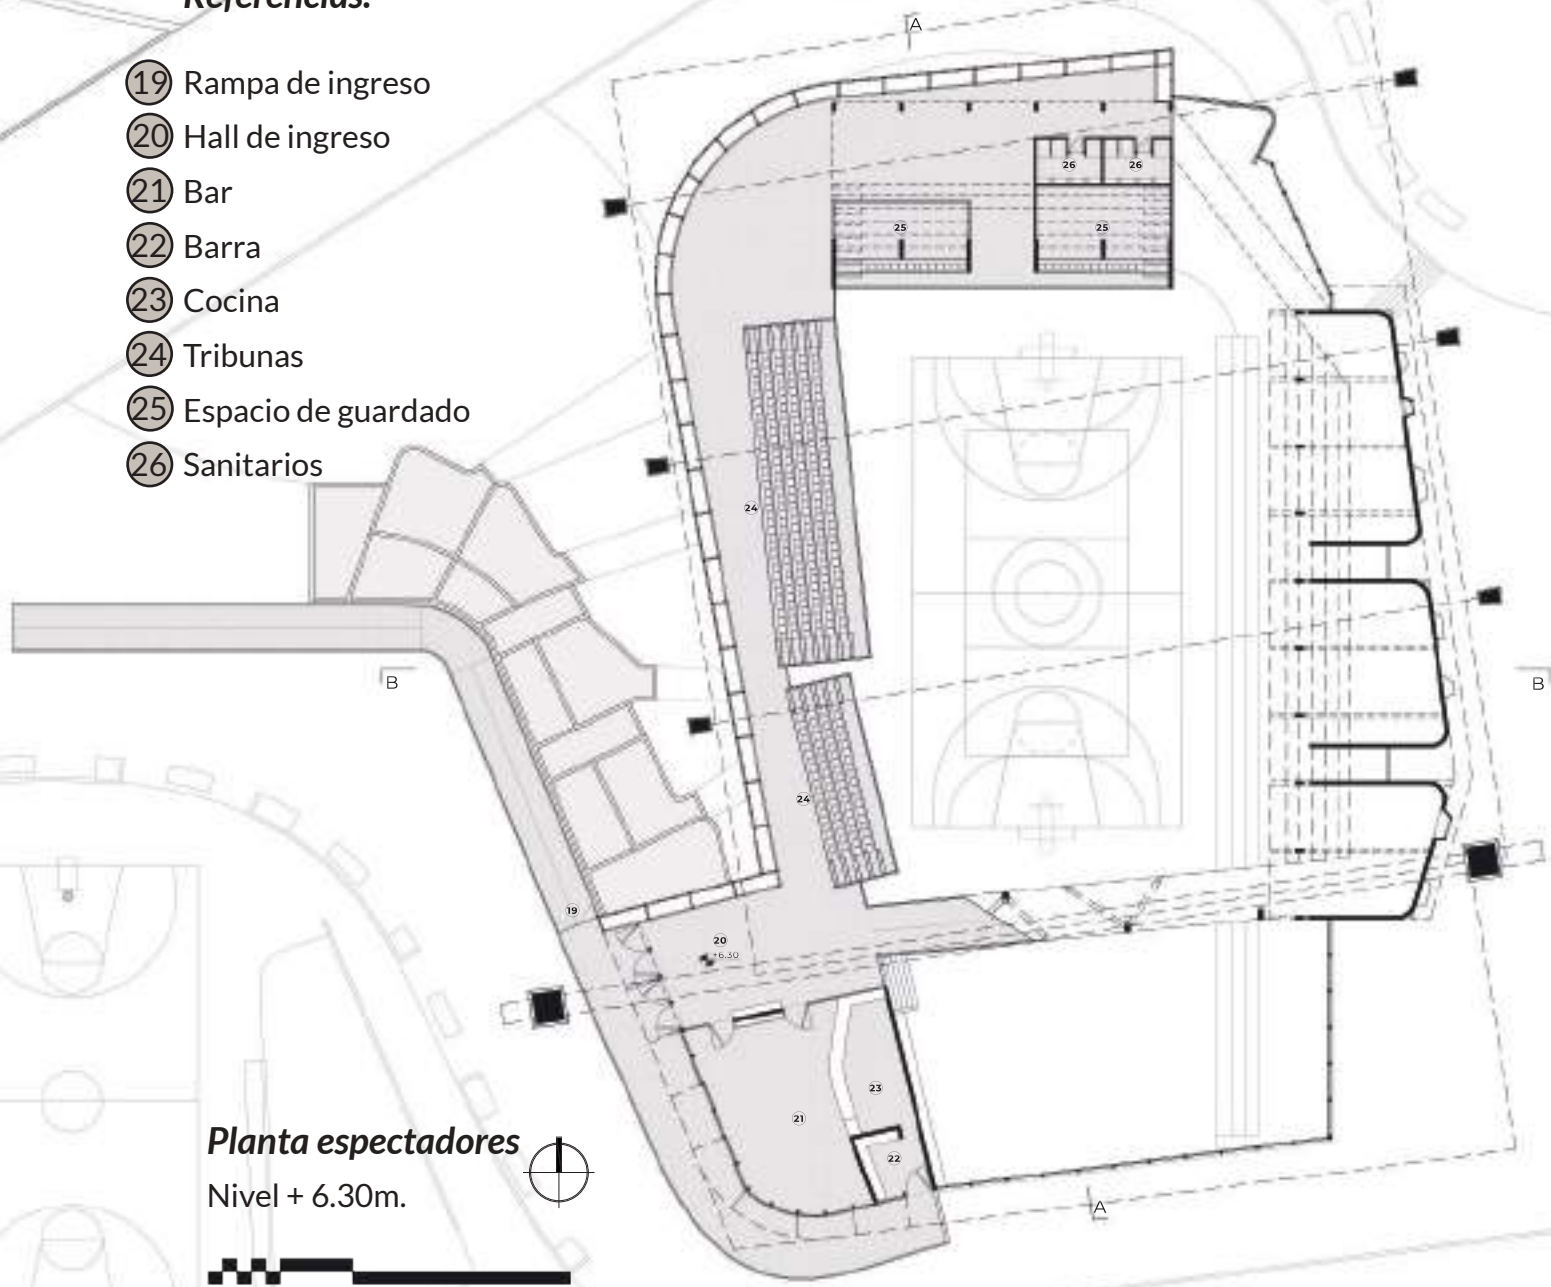 Referencias:
19 Rampa de ingreso
20 Hall de ingreso
21 Bar
22 Barra
23 Cocina
24 Tribunas
25 Espacio de guardado
26 Sanitarios
A
26 26
25 25
24
B
B
24
19
20
+6.30
23
21
22
A
Planta espectadores
Nivel + 6.30m.